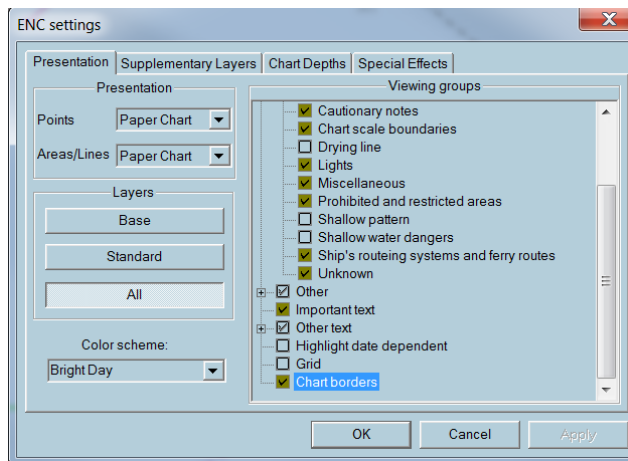 ENC settings
X
Presentation Supplementary Layers Chart Depths Special Effects
Presentation
Points Paper Chart
Areas/Lines Paper Chart
Layers
Base
Standard
All
Color scheme:
Bright Day
Viewing groups
Cautionary notes
Chart scale boundaries
Drying line
Lights
Miscellaneous
Prohibited and restricted areas
Shallow pattern
Shallow water dangers
Ship's routeing systems and ferry routes
Unknown
Other
Important text
Other text
Highlight date dependent
Grid
Chart borders
OK Cancel Apply